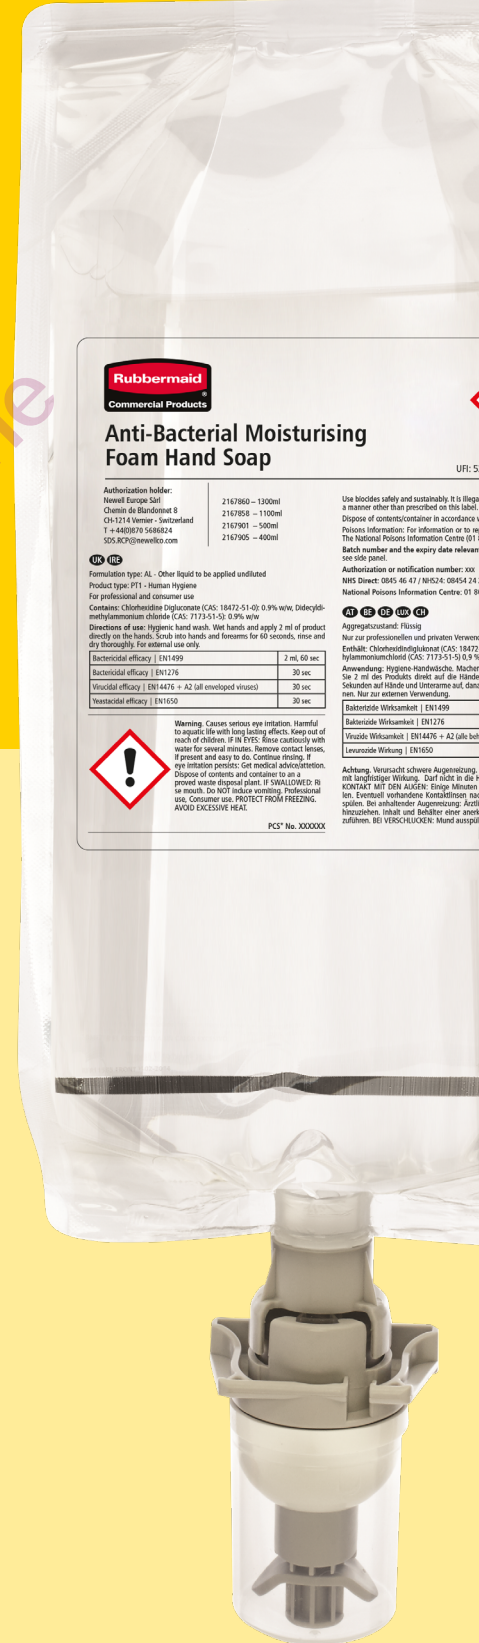 ne
Rubbermaid
®
Commercial Products
Anti-Bacterial Moisturising
Foam Hand Soap
UFI:
Authorization holder:
Newell Europe Sàrl
Chemin de Blandonnet 8
CH-1214 Vernier - Switzerland
T +44(0)870 5686824
SDS.RCP@newellco.com
2167860 – 1300ml
2167858 – 1100ml
2167901 – 500ml
2167905 – 400ml
UK IRE
Formulation type: AL - Other liquid to be applied undiluted
Product type: PT1 - Human Hygiene
For professional and consumer use
Contains: Chlorhexidine Digluconate (CAS: 18472-51-0): 0.9% w/w, Didecyldi-
methylammonium chloride (CAS: 7173-51-5): 0.9% w/w
Directions of use: Hygienic hand wash. Wet hands and apply 2 ml of product
directly on the hands. Scrub into hands and forearms for 60 seconds, rinse and
dry thoroughly. For external use only.
Bactericidal efficacy | EN1499 2 ml, 60 sec
Bactericidal efficacy | EN1276 30 sec
Virucidal efficacy | EN14476 + A2 (all enveloped viruses) 30 sec
Yeastacidal efficacy | EN1650 30 sec
Warning. Causes serious eye irritation. Harmful
to aquatic life with long lasting effects. Keep out of
reach of children. IF IN EYES: Rinse cautiously with
water for several minutes. Remove contact lenses,
if present and easy to do. Continue rinsing. If
eye irritation persists: Get medical advice/attetion.
Dispose of contents and container to an a
proved waste disposal plant. IF SWALLOWED: Ri
se mouth. Do NOT induce vomiting. Professional
use, Consumer use. PROTECT FROM FREEZING.
AVOID EXCESSIVE HEAT.
PCS* No. XXXXXX
Use biocides safely and sustainably. It is illega
a manner other than prescribed on this label.
Dispose of contents/container in accordance
Poisons Information: For information or to re
The National Poisons Information Centre (01
Batch number and the expiry date relevan
see side panel.
Authorization or notification number: xxx
NHS Direct: 0845 46 47 / NHS24: 08454 24
National Poisons Information Centre: 01 8
AT BE DE LUX CH
Aggregatszustand: Flüssig
Nur zur professionellen und privaten Verwen
Enthält: Chlorhexidindiglukonat (CAS: 18472
hylammoniumchlorid (CAS: 7173-51-5) 0,9 %
Anwendung: Hygiene-Handwäsche. Macher
Sie 2 ml des Produkts direkt auf die Hände
Sekunden auf Hände und Unterarme auf, dana
nen. Nur zur externen Verwendung.
Bakterizide Wirksamkeit | EN1499
Bakterizide Wirksamkeit | EN1276
Viruzide Wirksamkeit | EN14476 + A2 (alle beh
Levurozide Wirkung | EN1650
Achtung. Verursacht schwere Augenreizung.
mit langfristiger Wirkung. Darf nicht in die H
KONTAKT MIT DEN AUGEN: Einige Minuten
len. Eventuell vorhandene Kontaktlinsen nac
spülen. Bei anhaltender Augenreizung: Ärztli
hinzuziehen. Inhalt und Behälter einer anerk
zuführen. BEI VERSCHLUCKEN: Mund ausspül